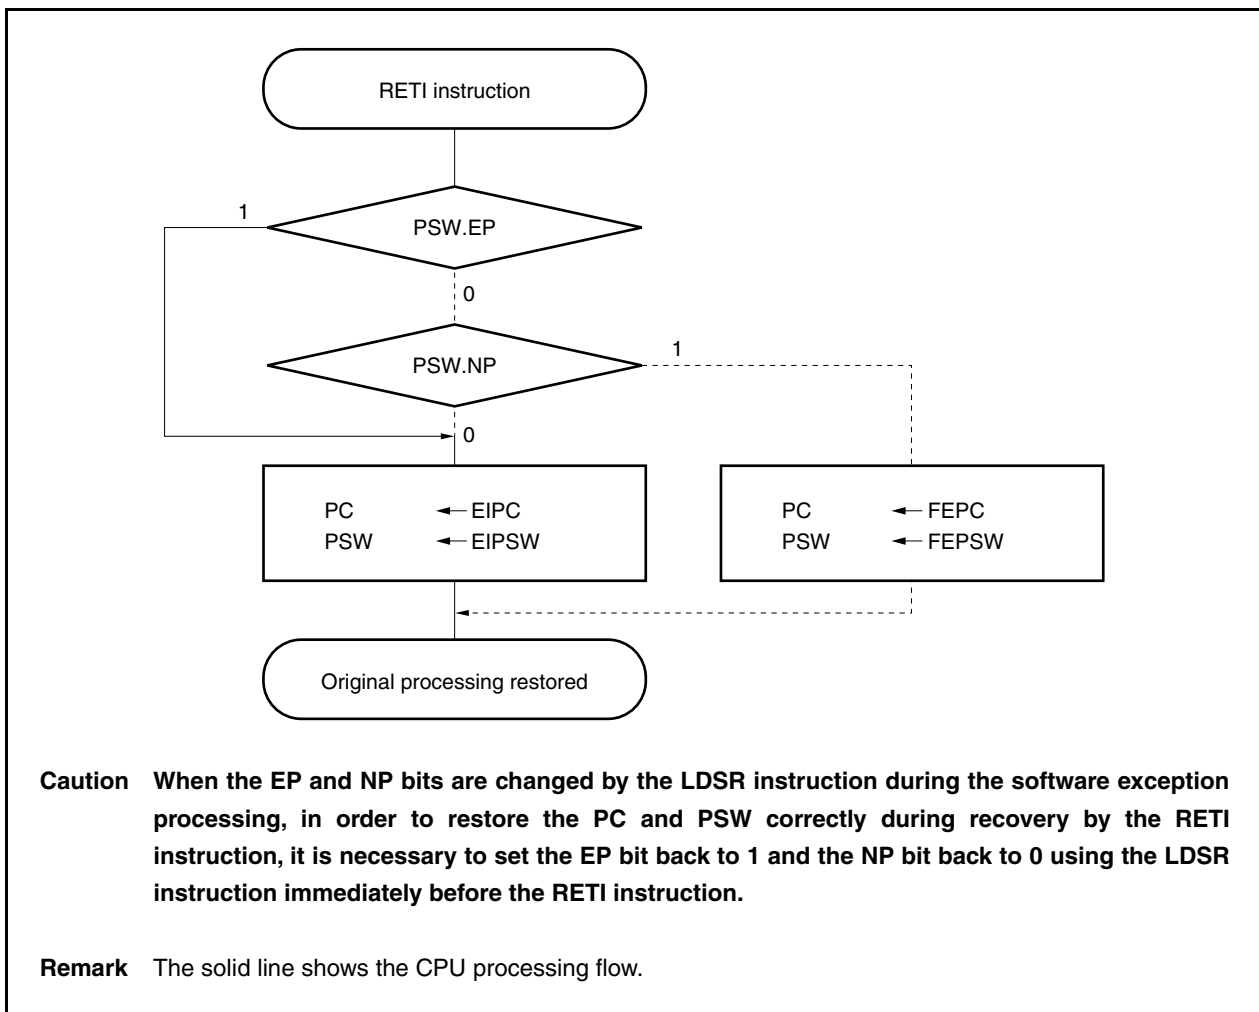 RETI instruction
1
PSW.EP
0
PSW.NP
1
0
PC ← EIPC
PSW ← EIPSW
PC ← FEPC
PSW ← FEPSW
Original processing restored
Caution When the EP and NP bits are changed by the LDSR instruction during the software exception
processing, in order to restore the PC and PSW correctly during recovery by the RETI
instruction, it is necessary to set the EP bit back to 1 and the NP bit back to 0 using the LDSR
instruction immediately before the RETI instruction.
Remark The solid line shows the CPU processing flow.